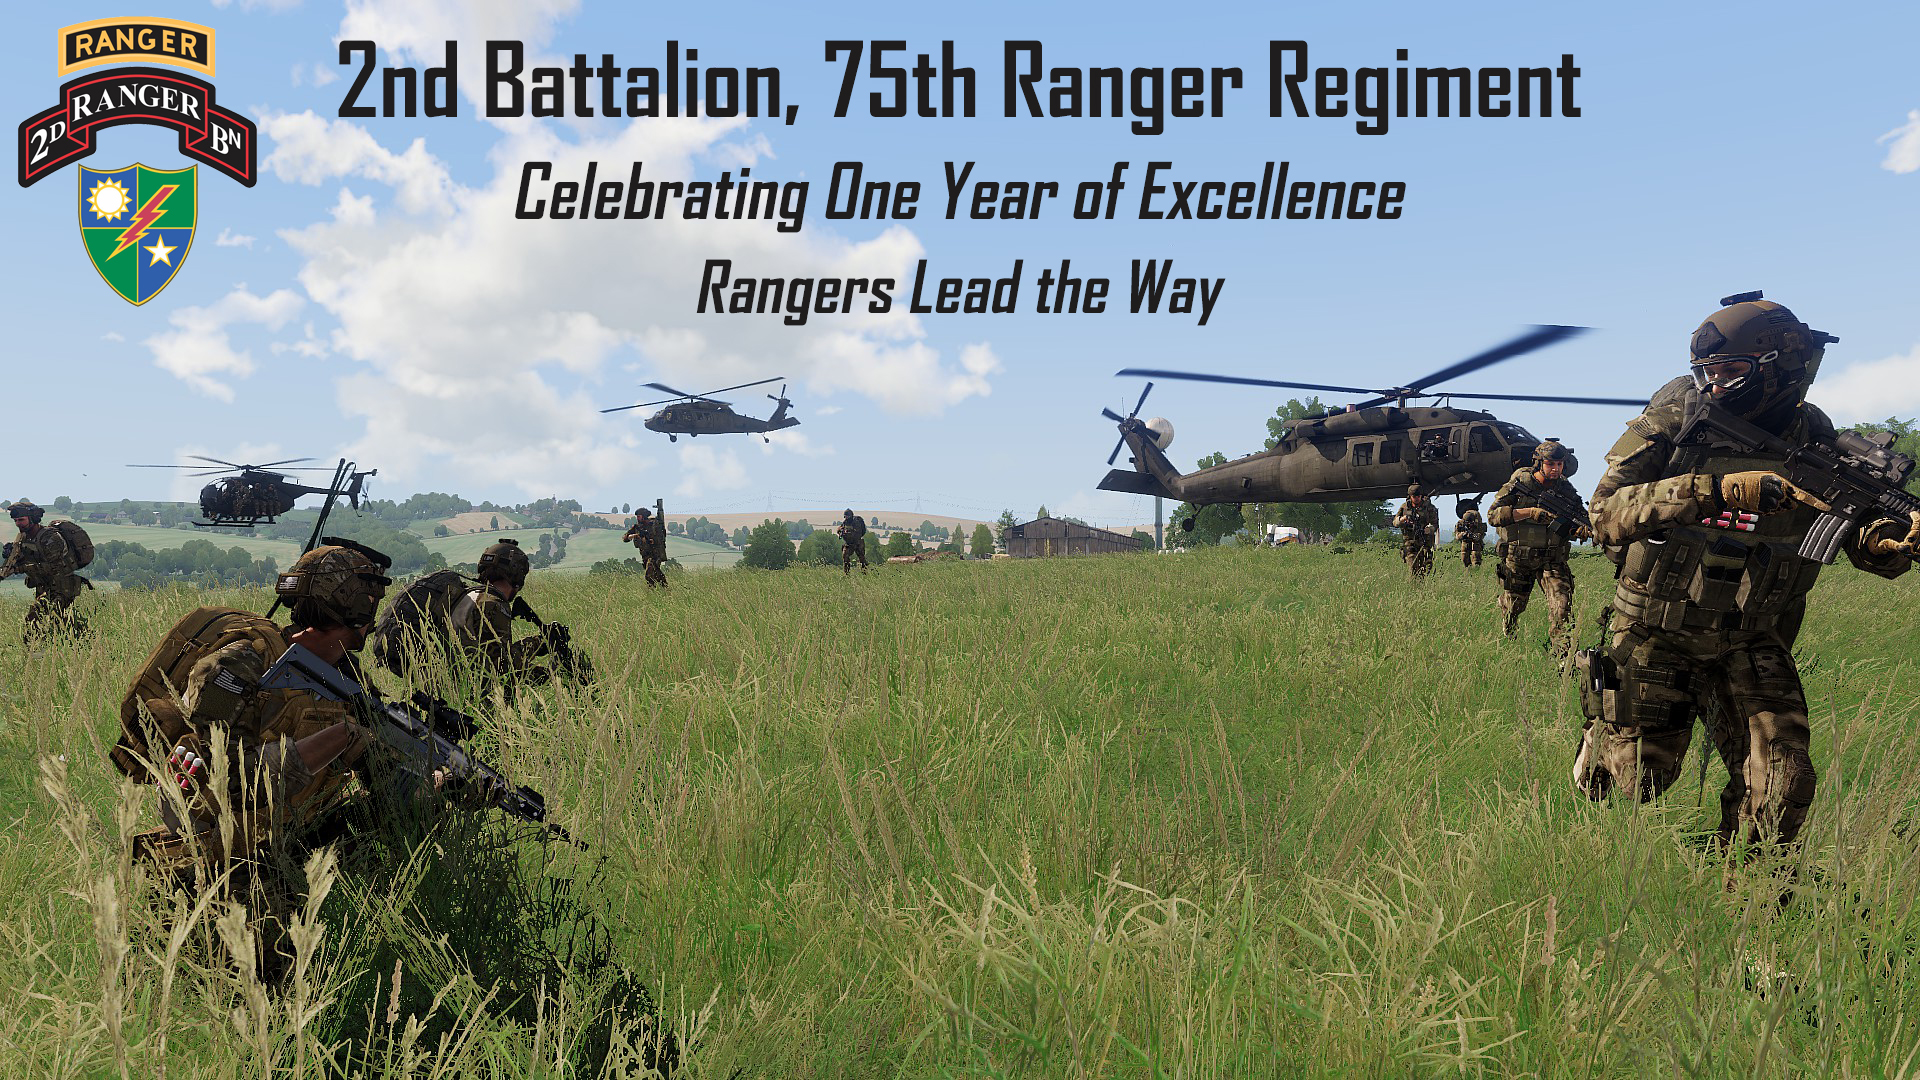 RANGER
2D RANGER BN
2nd Battalion, 75th Ranger Regiment
Celebrating One Year of Excellence
Rangers Lead the Way